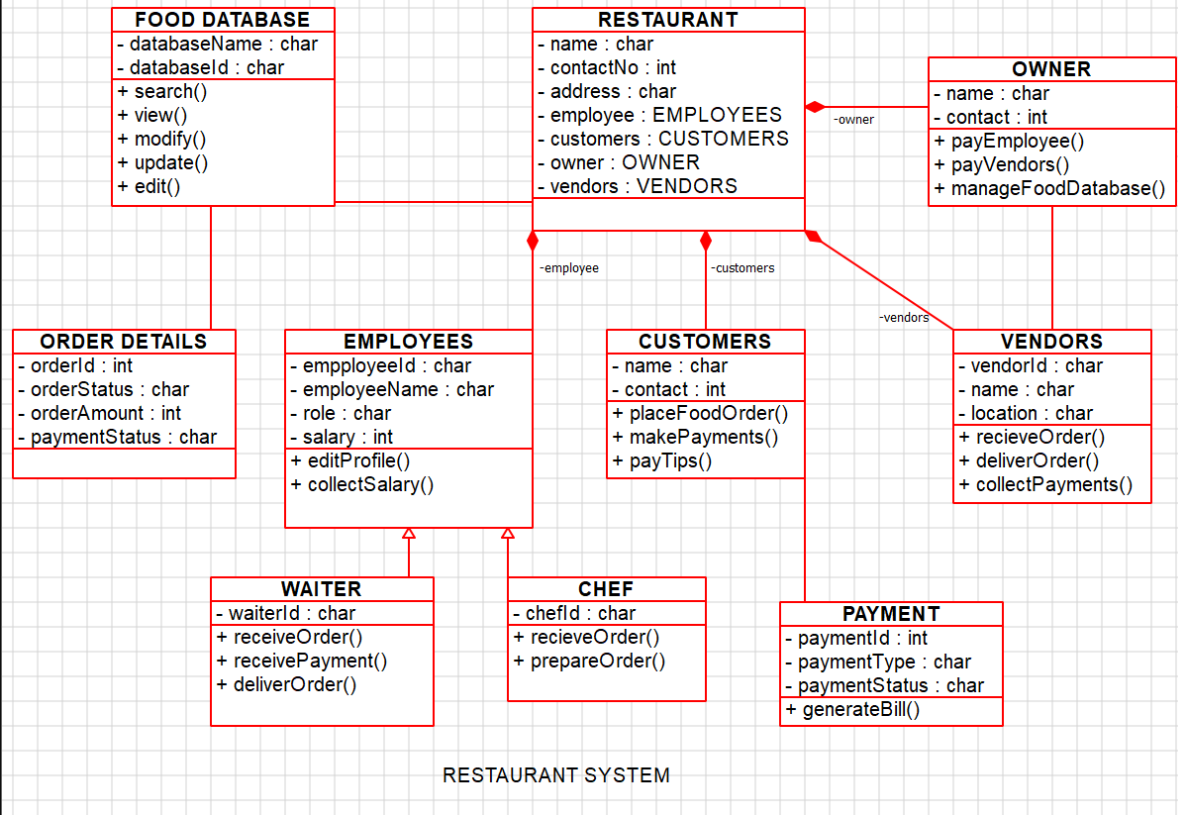 FOOD DATABASE
- databaseName : char
- databaseId : char
+ search()
+ view()
+ modify()
+ update()
+ edit()
RESTAURANT
- name : char
- contactNo : int
- address : char
- employee : EMPLOYEES
- customers : CUSTOMERS
- owner : OWNER
- vendors : VENDORS
OWNER
- name : char
- contact : int
+ payEmployee()
+ payVendors()
+ manageFoodDatabase()
-owner
-employee
-customers
-vendors
ORDER DETAILS
- orderId : int
- orderStatus : char
- orderAmount : int
- paymentStatus : char
EMPLOYEES
- empployeeId : char
- employeeName : char
- role : char
- salary : int
+ editProfile()
+ collectSalary()
CUSTOMERS
- name : char
- contact : int
+ placeFoodOrder()
+ makePayments()
+ payTips()
VENDORS
- vendorId : char
- name : char
- location : char
+ recieveOrder()
+ deliverOrder()
+ collectPayments()
WAITER
- waiterId : char
+ receiveOrder()
+ receivePayment()
+ deliverOrder()
CHEF
- chefId : char
+ recieveOrder()
+ prepareOrder()
PAYMENT
- paymentId : int
- paymentType : char
- paymentStatus : char
+ generateBill()
RESTAURANT SYSTEM